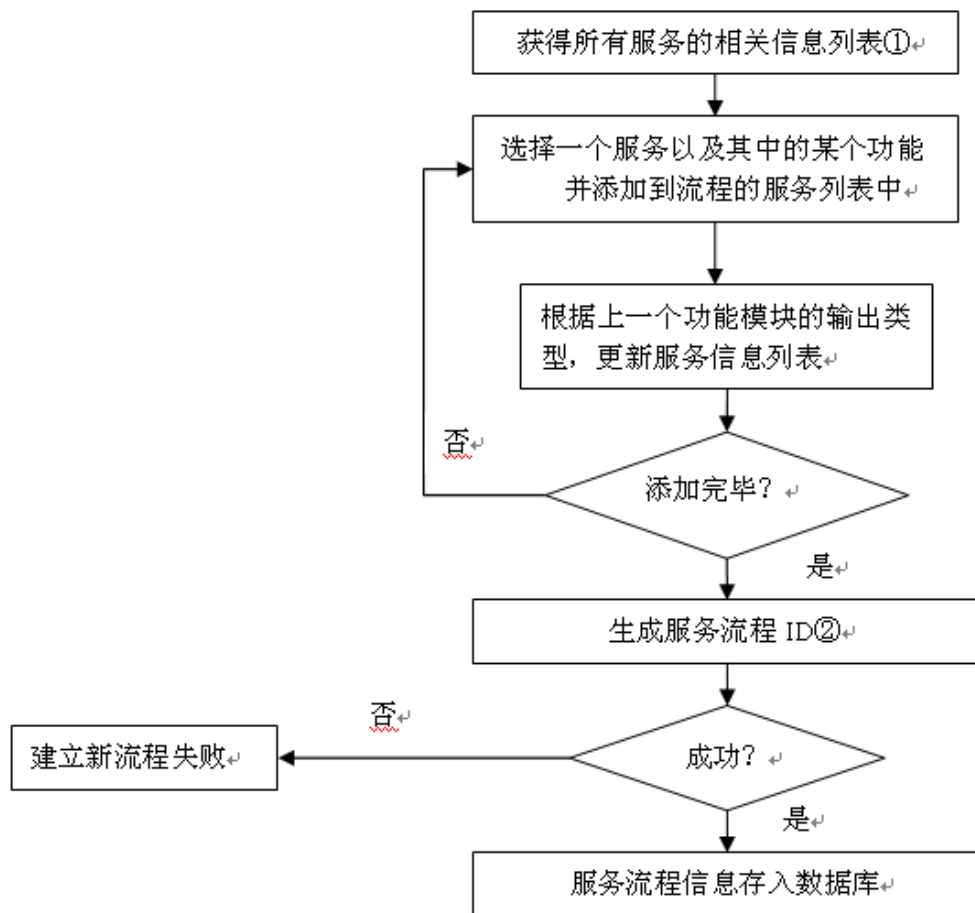 获得所有服务的相关信息列表①↵
选择一个服务以及其中的某个功能
并添加到流程的服务列表中↵
根据上一个功能模块的输出类
型，更新服务信息列表↵
否↵
添加完毕？↵
是↵
生成服务流程 ID②↵
否↵
建立新流程失败↵
成功？↵
是↵
服务流程信息存入数据库↵